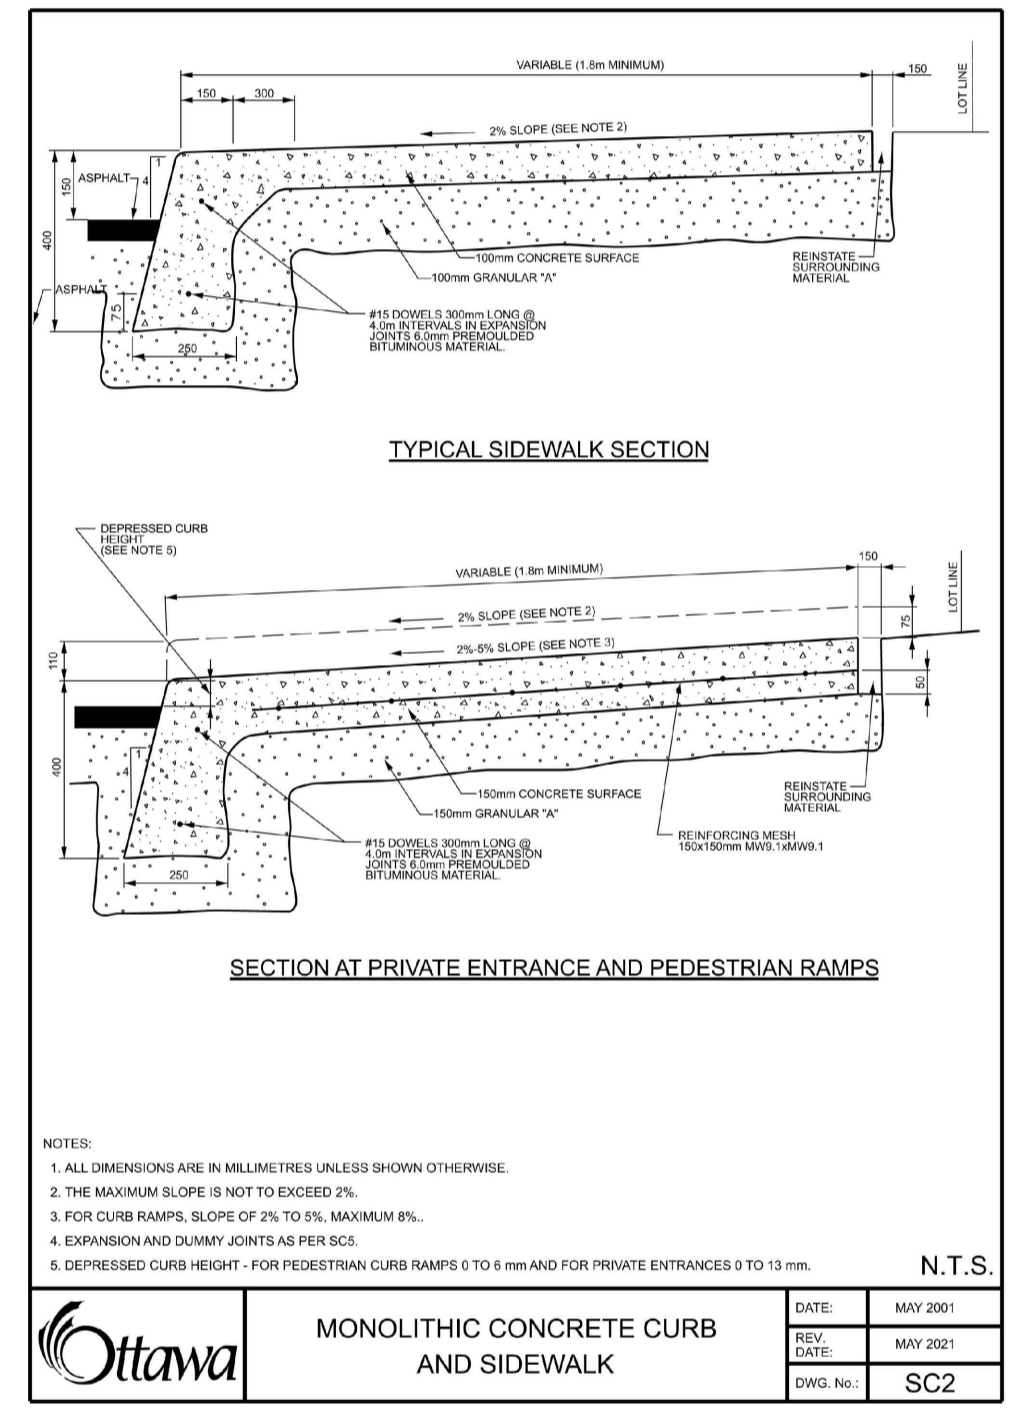 VARIABLE (1.8m MINIMUM)
150
LOT LINE
150
300
2% SLOPE (SEE NOTE 2)
1
4
ASPHALT
150
400
ASPHALT
75
250
100mm CONCRETE SURFACE
100mm GRANULAR "A"
REINSTATE
SURROUNDING
MATERIAL
#15 DOWELS 300mm LONG @
4.0m INTERVALS IN EXPANSION
JOINTS 6.0mm PREMOULDED
BITUMINOUS MATERIAL.
TYPICAL SIDEWALK SECTION
DEPRESSED CURB
HEIGHT
(SEE NOTE 5)
VARIABLE (1.8m MINIMUM)
150
LOT LINE
2% SLOPE (SEE NOTE 2)
75
2%-5% SLOPE (SEE NOTE 3)
110
50
400
1
4
250
150mm CONCRETE SURFACE
150mm GRANULAR "A"
REINSTATE
SURROUNDING
MATERIAL
REINFORCING MESH
150x150mm MW9.1xMW9.1
#15 DOWELS 300mm LONG @
4.0m INTERVALS IN EXPANSION
JOINTS 6.0mm PREMOULDED
BITUMINOUS MATERIAL.
SECTION AT PRIVATE ENTRANCE AND PEDESTRIAN RAMPS
NOTES:
1. ALL DIMENSIONS ARE IN MILLIMETRES UNLESS SHOWN OTHERWISE.
2. THE MAXIMUM SLOPE IS NOT TO EXCEED 2%.
3. FOR CURB RAMPS, SLOPE OF 2% TO 5%, MAXIMUM 8%..
4. EXPANSION AND DUMMY JOINTS AS PER SC5.
5. DEPRESSED CURB HEIGHT - FOR PEDESTRIAN CURB RAMPS 0 TO 6 mm AND FOR PRIVATE ENTRANCES 0 TO 13 mm.
N.T.S.
Ottawa
MONOLITHIC CONCRETE CURB
AND SIDEWALK
DATE: MAY 2001
REV.
DATE: MAY 2021
DWG. No.: SC2